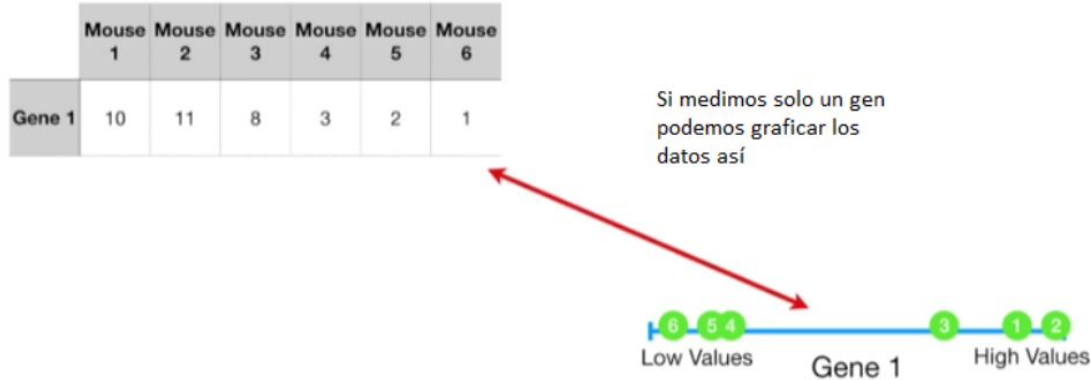 Mouse Mouse Mouse Mouse Mouse Mouse
1 2 3 4 5 6
Gene 1 10 11 8 3 2 1
Si medimos solo un gen
podemos graficar los
datos así
6 5 4 3 1 2
Low Values Gene 1 High Values